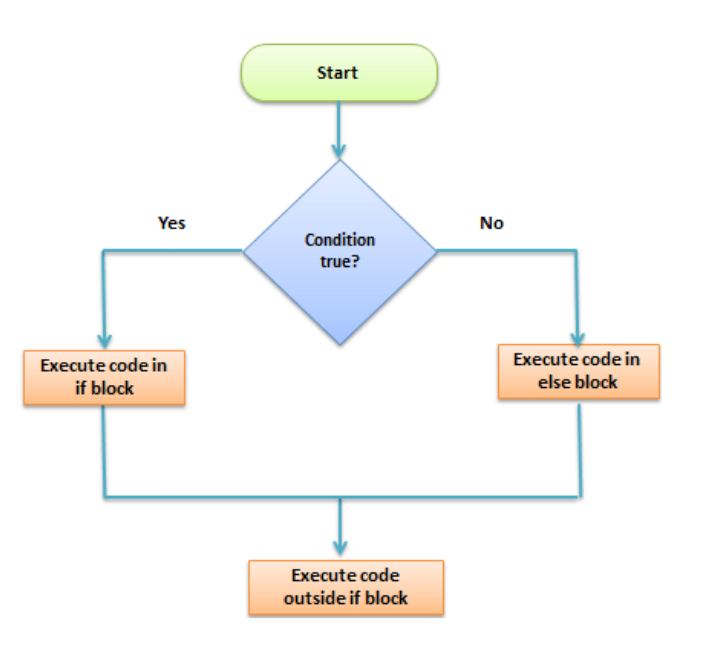 Start
Yes
No
Condition
true?
Execute code in
if block
Execute code in
else block
Execute code
outside if block